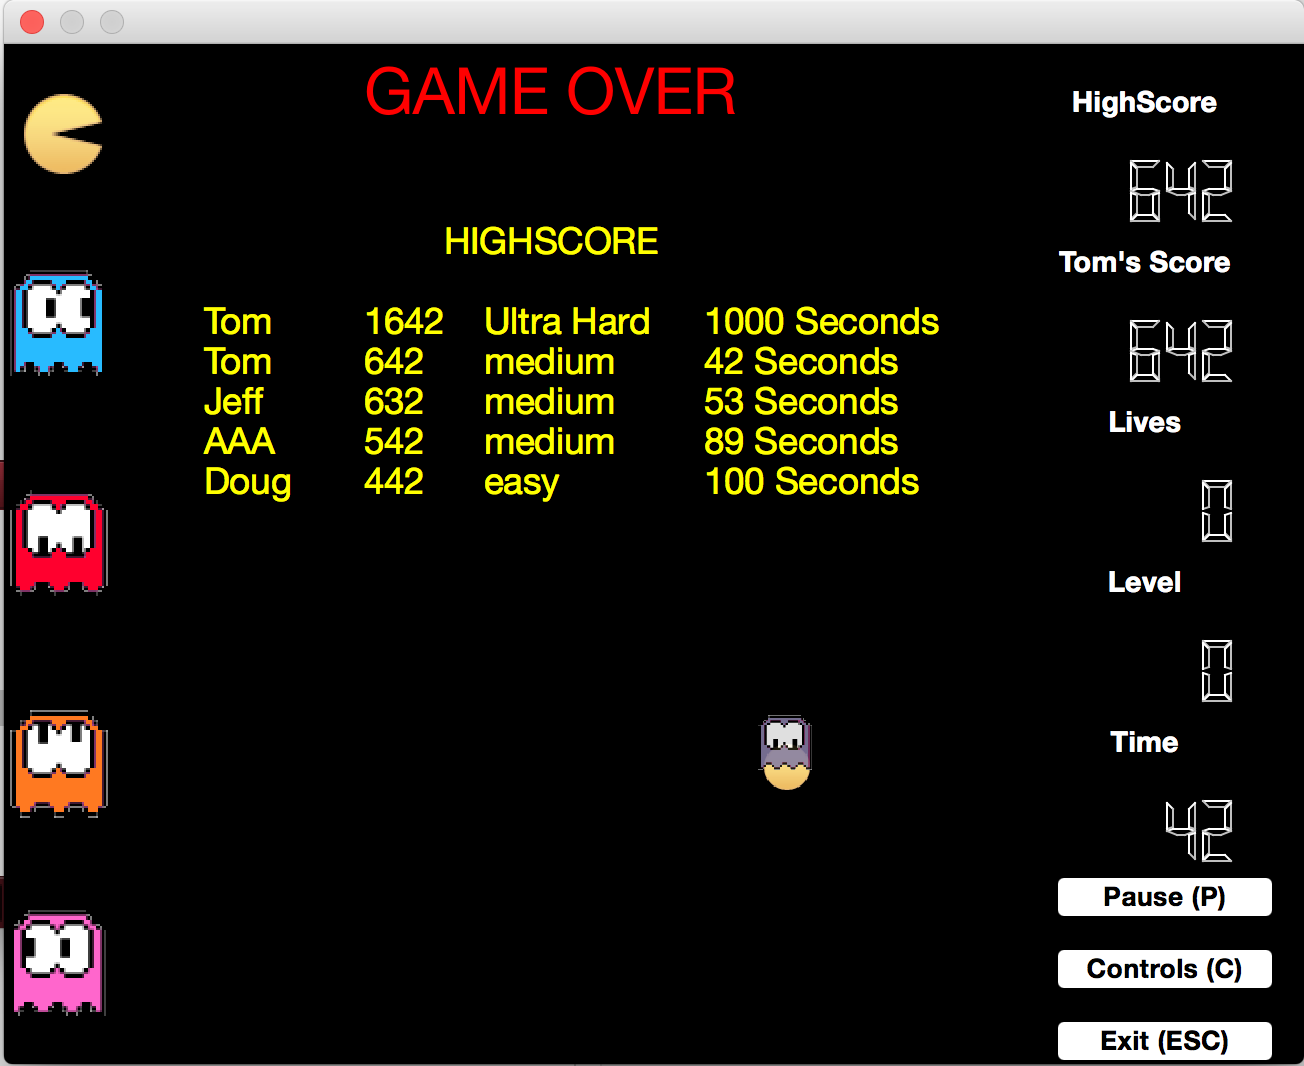 GAME OVER
HIGHSCORE
Tom 1642 Ultra Hard 1000 Seconds
Tom 642 medium 42 Seconds
Jeff 632 medium 53 Seconds
AAA 542 medium 89 Seconds
Doug 442 easy 100 Seconds
HighScore
642
Tom's Score
642
Lives
0
Level
0
Time
42
Pause (P)
Controls (C)
Exit (ESC)